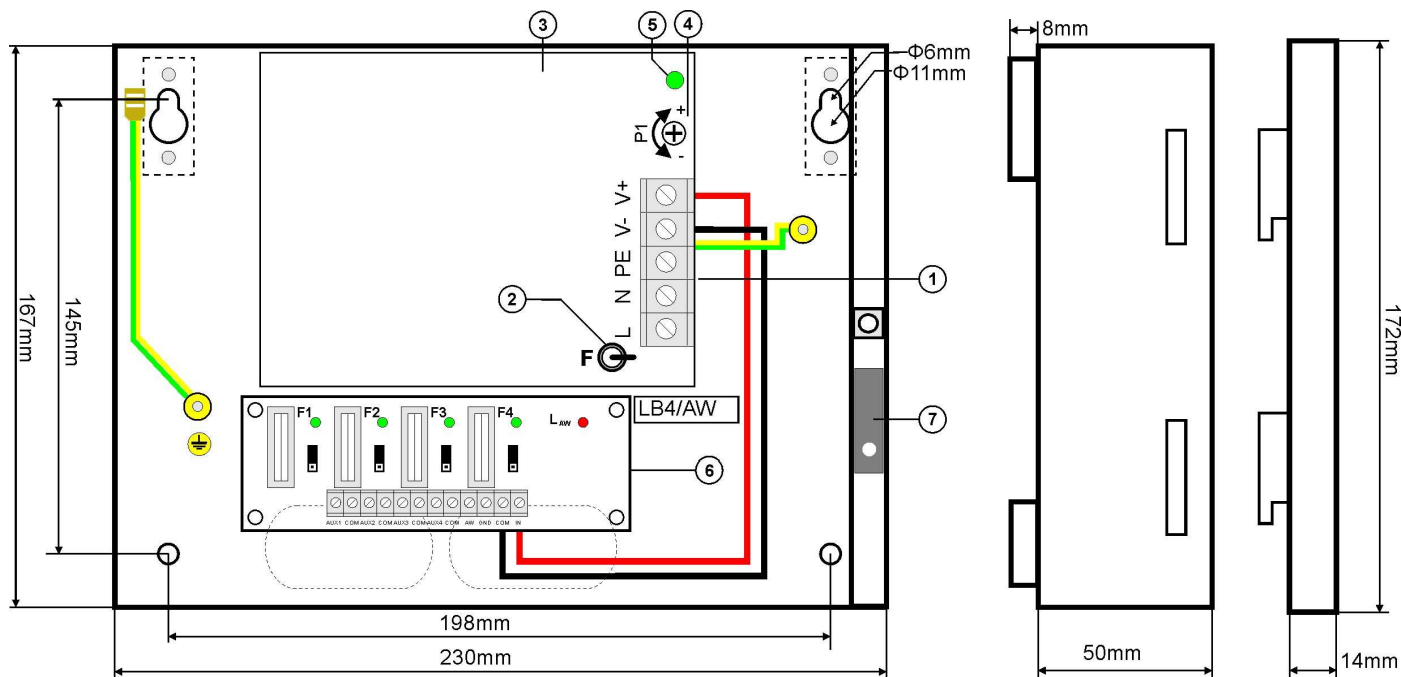 3
5
4
8mm
Φ6mm
Φ11mm
+
P1
-
V+
V-
PE
N
L
1
2
F
167mm
145mm
172mm
F1
F2
F3
F4
LAW
LB4/AW
7
6
AUX1 COM AUX2 COM AUX3 COM AUX4 COM AW GND COM IN
198mm
230mm
50mm
14mm